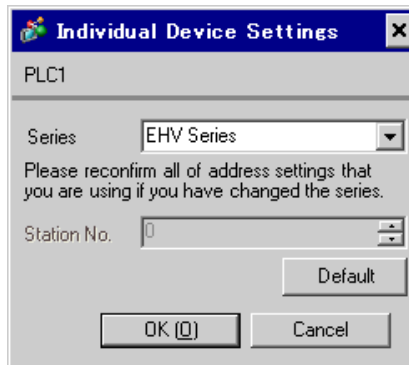 Individual Device Settings
PLC1
Series EHV Series
Please reconfirm all of address settings that
you are using if you have changed the series.
Station No. 0
Default
OK (O) Cancel